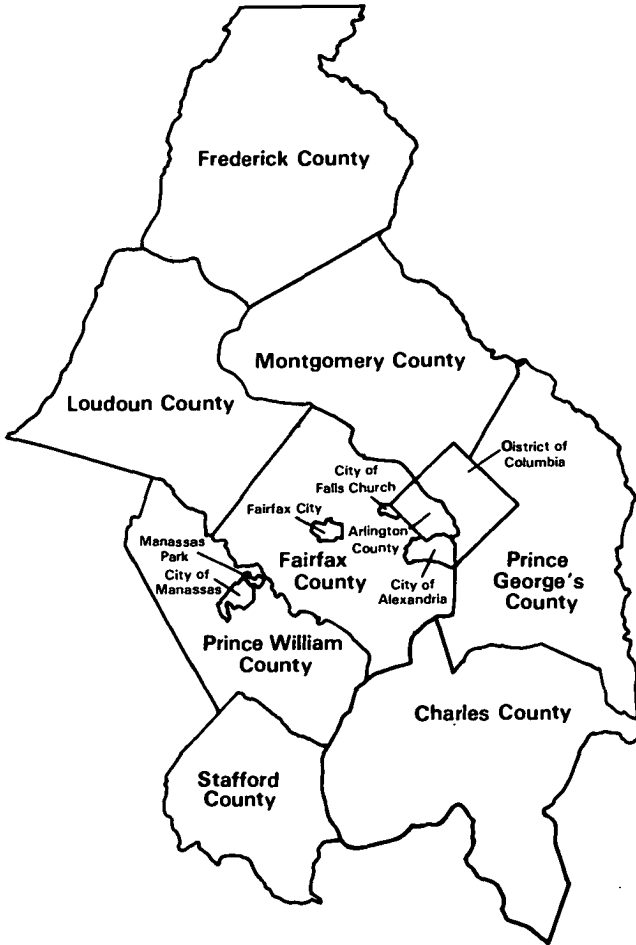 Frederick County
Montgomery County
Loudoun County
District of
Columbia
City of
Falls Church
Fairfax City
Arlington
County
Manassas
Park
City of
Manassas
Fairfax
County
City of
Alexandria
Prince
George's
County
Prince William
County
Charles County
Stafford
County